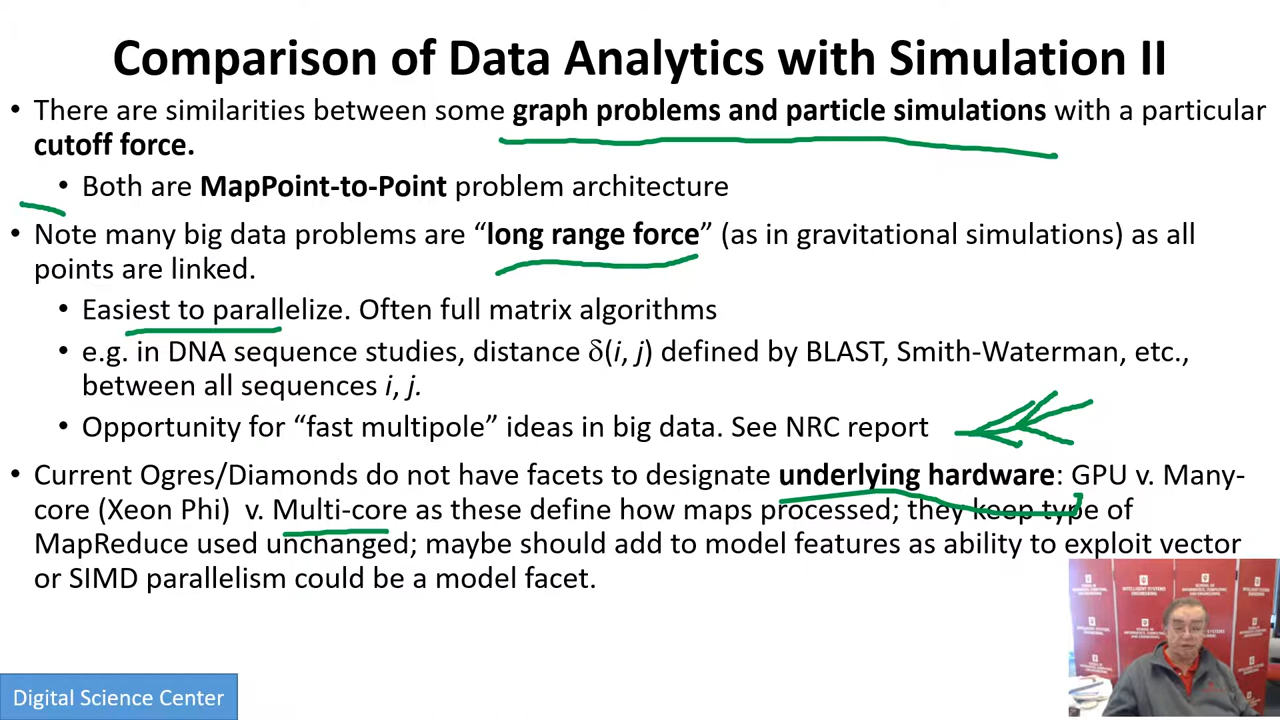 Comparison of Data Analytics with Simulation II
• There are similarities between some graph problems and particle simulations with a particular
cutoff force.
• Both are MapPoint-to-Point problem architecture
• Note many big data problems are “long range force” (as in gravitational simulations) as all
points are linked.
• Easiest to parallelize. Often full matrix algorithms
• e.g. in DNA sequence studies, distance δ(i, j) defined by BLAST, Smith-Waterman, etc.,
between all sequences i, j.
• Opportunity for “fast multipole” ideas in big data. See NRC report
• Current Ogres/Diamonds do not have facets to designate underlying hardware: GPU v. Many-
core (Xeon Phi) v. Multi-core as these define how maps processed; they keep type of
MapReduce used unchanged; maybe should add to model features as ability to exploit vector
or SIMD parallelism could be a model facet.
Digital Science Center